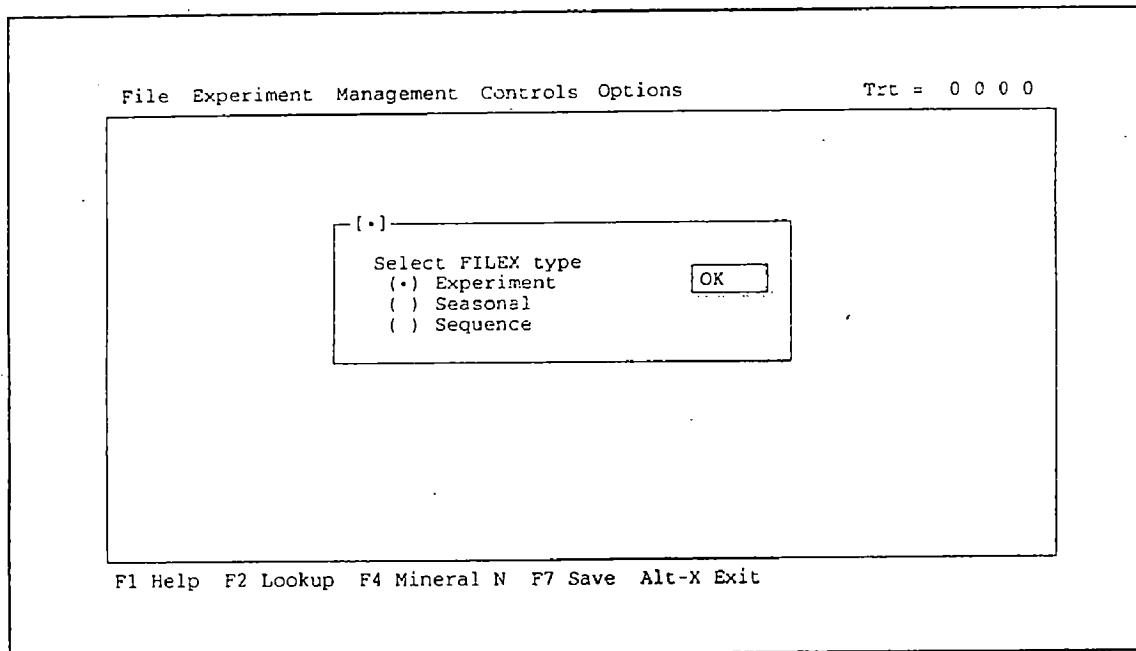 File Experiment Management Controls Options Trt = 0 0 0 0
[•]
Select FILEX type
(•) Experiment
OK
( ) Seasonal
( ) Sequence
F1 Help F2 Lookup F4 Mineral N F7 Save Alt-X Exit